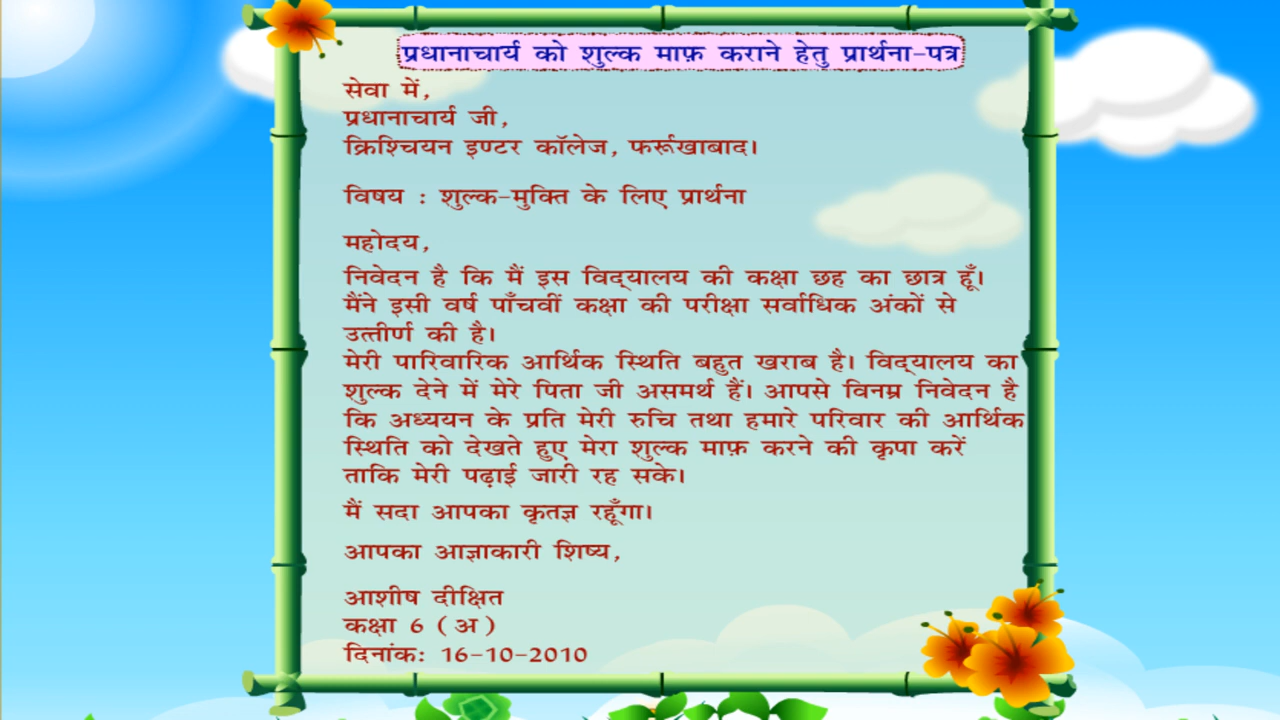 प्रधानाचार्य को शुल्क माफ़ कराने हेतु प्रार्थना-पत्र
सेवा में,
प्रधानाचार्य जी,
क्रिश्चियन इण्टर कॉलेज, फर्रूखाबाद।
विषय : शुल्क-मुक्ति के लिए प्रार्थना
महोदय,
निवेदन है कि मैं इस विद्‌यालय की कक्षा छह का छात्र हूँ।
मैंने इसी वर्ष पाँचवीं कक्षा की परीक्षा सर्वाधिक अंकों से
उत्तीर्ण की है।
मेरी पारिवारिक आर्थिक स्थिति बहुत खराब है। विद्‌यालय का
शुल्क देने में मेरे पिता जी असमर्थ हैं। आपसे विनम्र निवेदन है
कि अध्ययन के प्रति मेरी रुचि तथा हमारे परिवार की आर्थिक
स्थिति को देखते हुए मेरा शुल्क माफ़ करने की कृपा करें
ताकि मेरी पढ़ाई जारी रह सके।
मैं सदा आपका कृतज्ञ रहूँगा।
आपका आज्ञाकारी शिष्य,
आशीष दीक्षित
कक्षा 6 (अ)
दिनांक: 16-10-2010